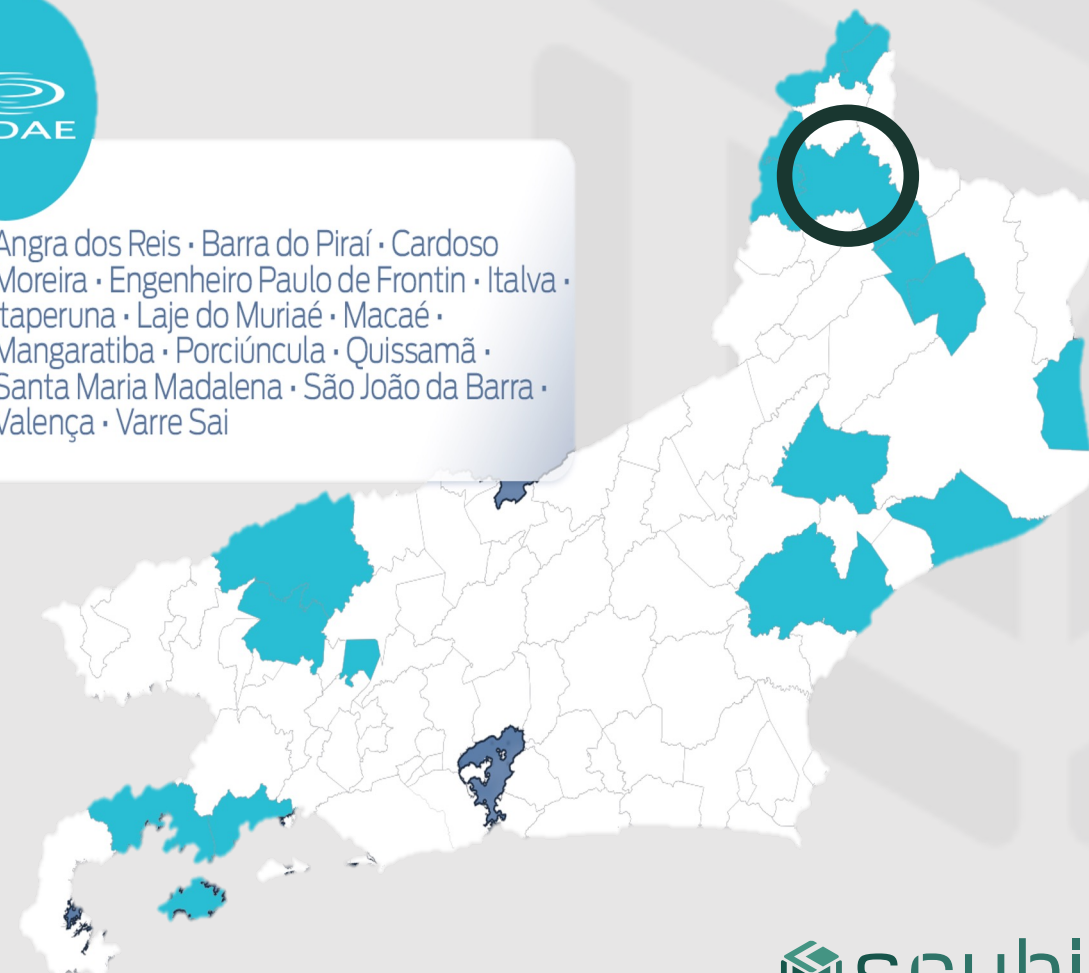 DAE
Angra dos Reis · Barra do Piraí · Cardoso
Moreira · Engenheiro Paulo de Frontin · Italva ·
taperuna · Laje do Muriaé · Macaé ·
Mangaratiba · Porciúncula · Quissamã ·
Santa Maria Madalena · São João da Barra ·
Valença · Varre Sai